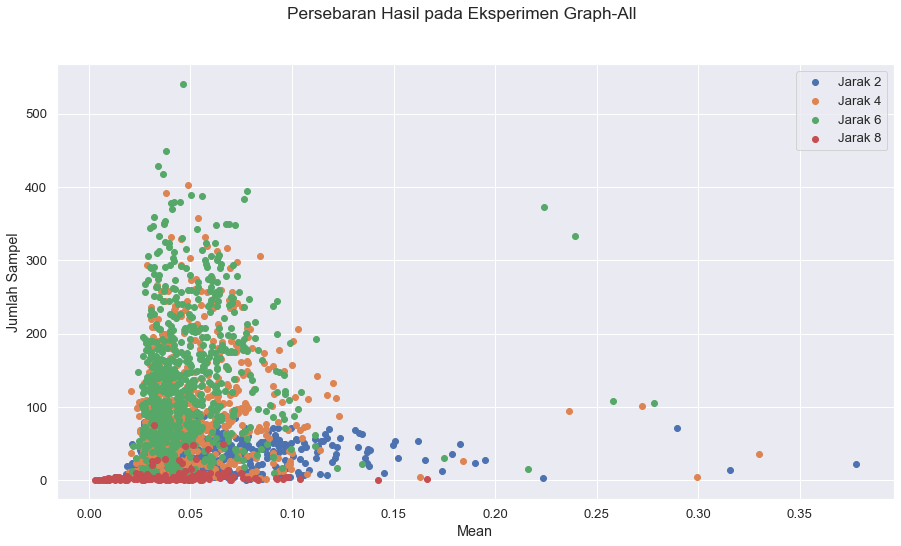 Persebaran Hasil pada Eksperimen Graph-All
Jarak 2
Jarak 4
Jarak 6
Jarak 8
500
400
300
200
100
0
Jumlah Sampel
0.00 0.05 0.10 0.15 0.20 0.25 0.30 0.35
Mean